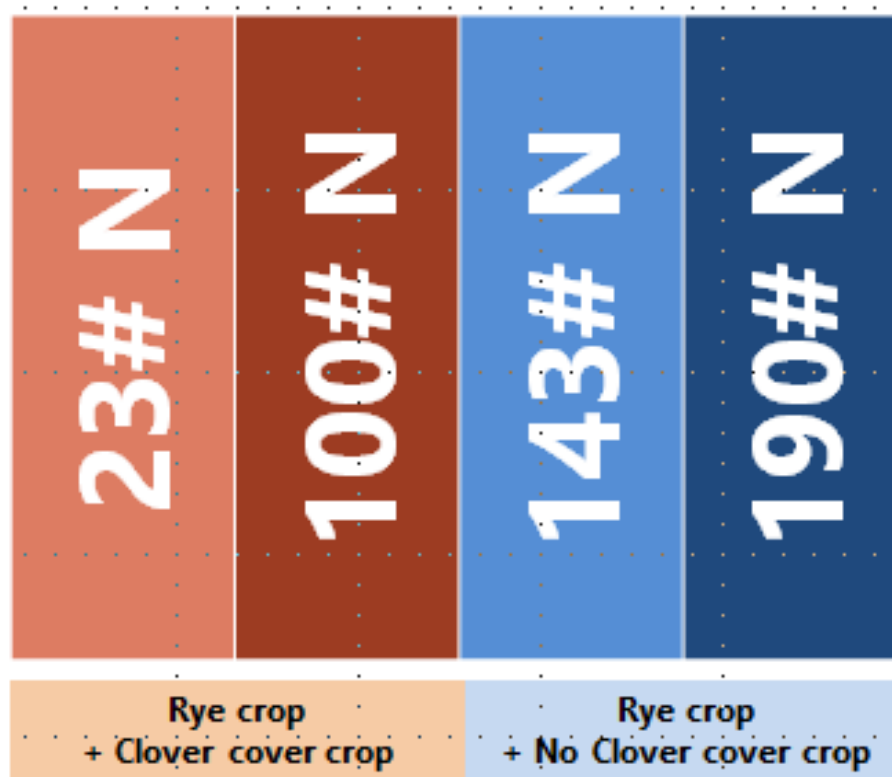 23# N
100# N
143# N
190# N
Rye crop
+ Clover cover crop
Rye crop
+ No Clover cover crop